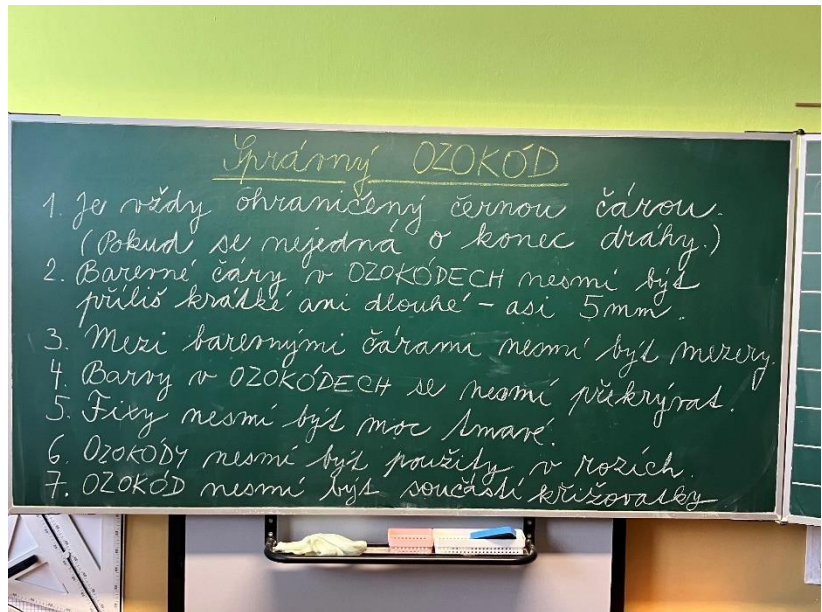 Správný OZOKÓD
1. Je vždy ohraničený černou čárou.
(Pokud se nejedná o konec dráhy.)
2. Barevné čáry v OZOKÓDECH nesmí být
příliš krátké ani dlouhé – asi 5mm.
3. Mezi barevnými čárami nesmí být mezery.
4. Barvy v OZOKÓDECH se nesmí překrývat.
5. Fixy nesmí být moc tmavé.
6. OZOKÓDY nesmí být použity v rozích.
7. OZOKÓD nesmí být součástí křižovatky